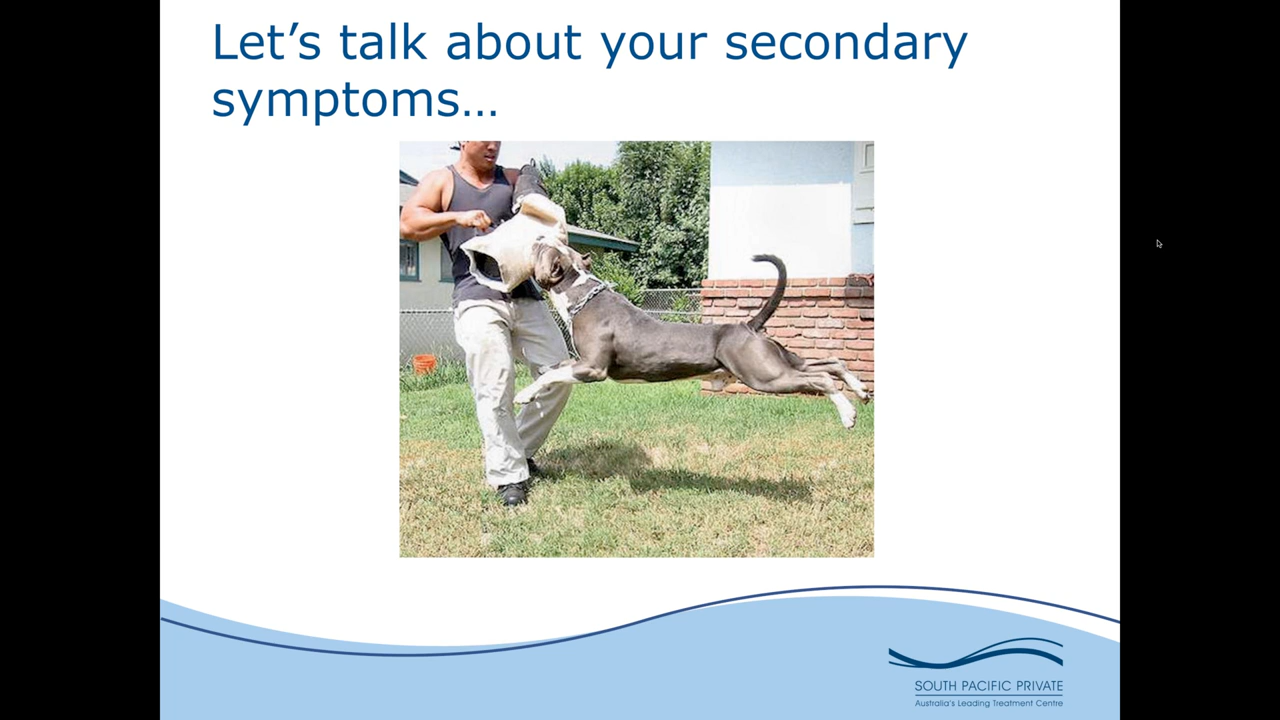 Let’s talk about your secondary
symptoms…
SOUTH PACIFIC PRIVATE
Australia's Leading Treatment Centre